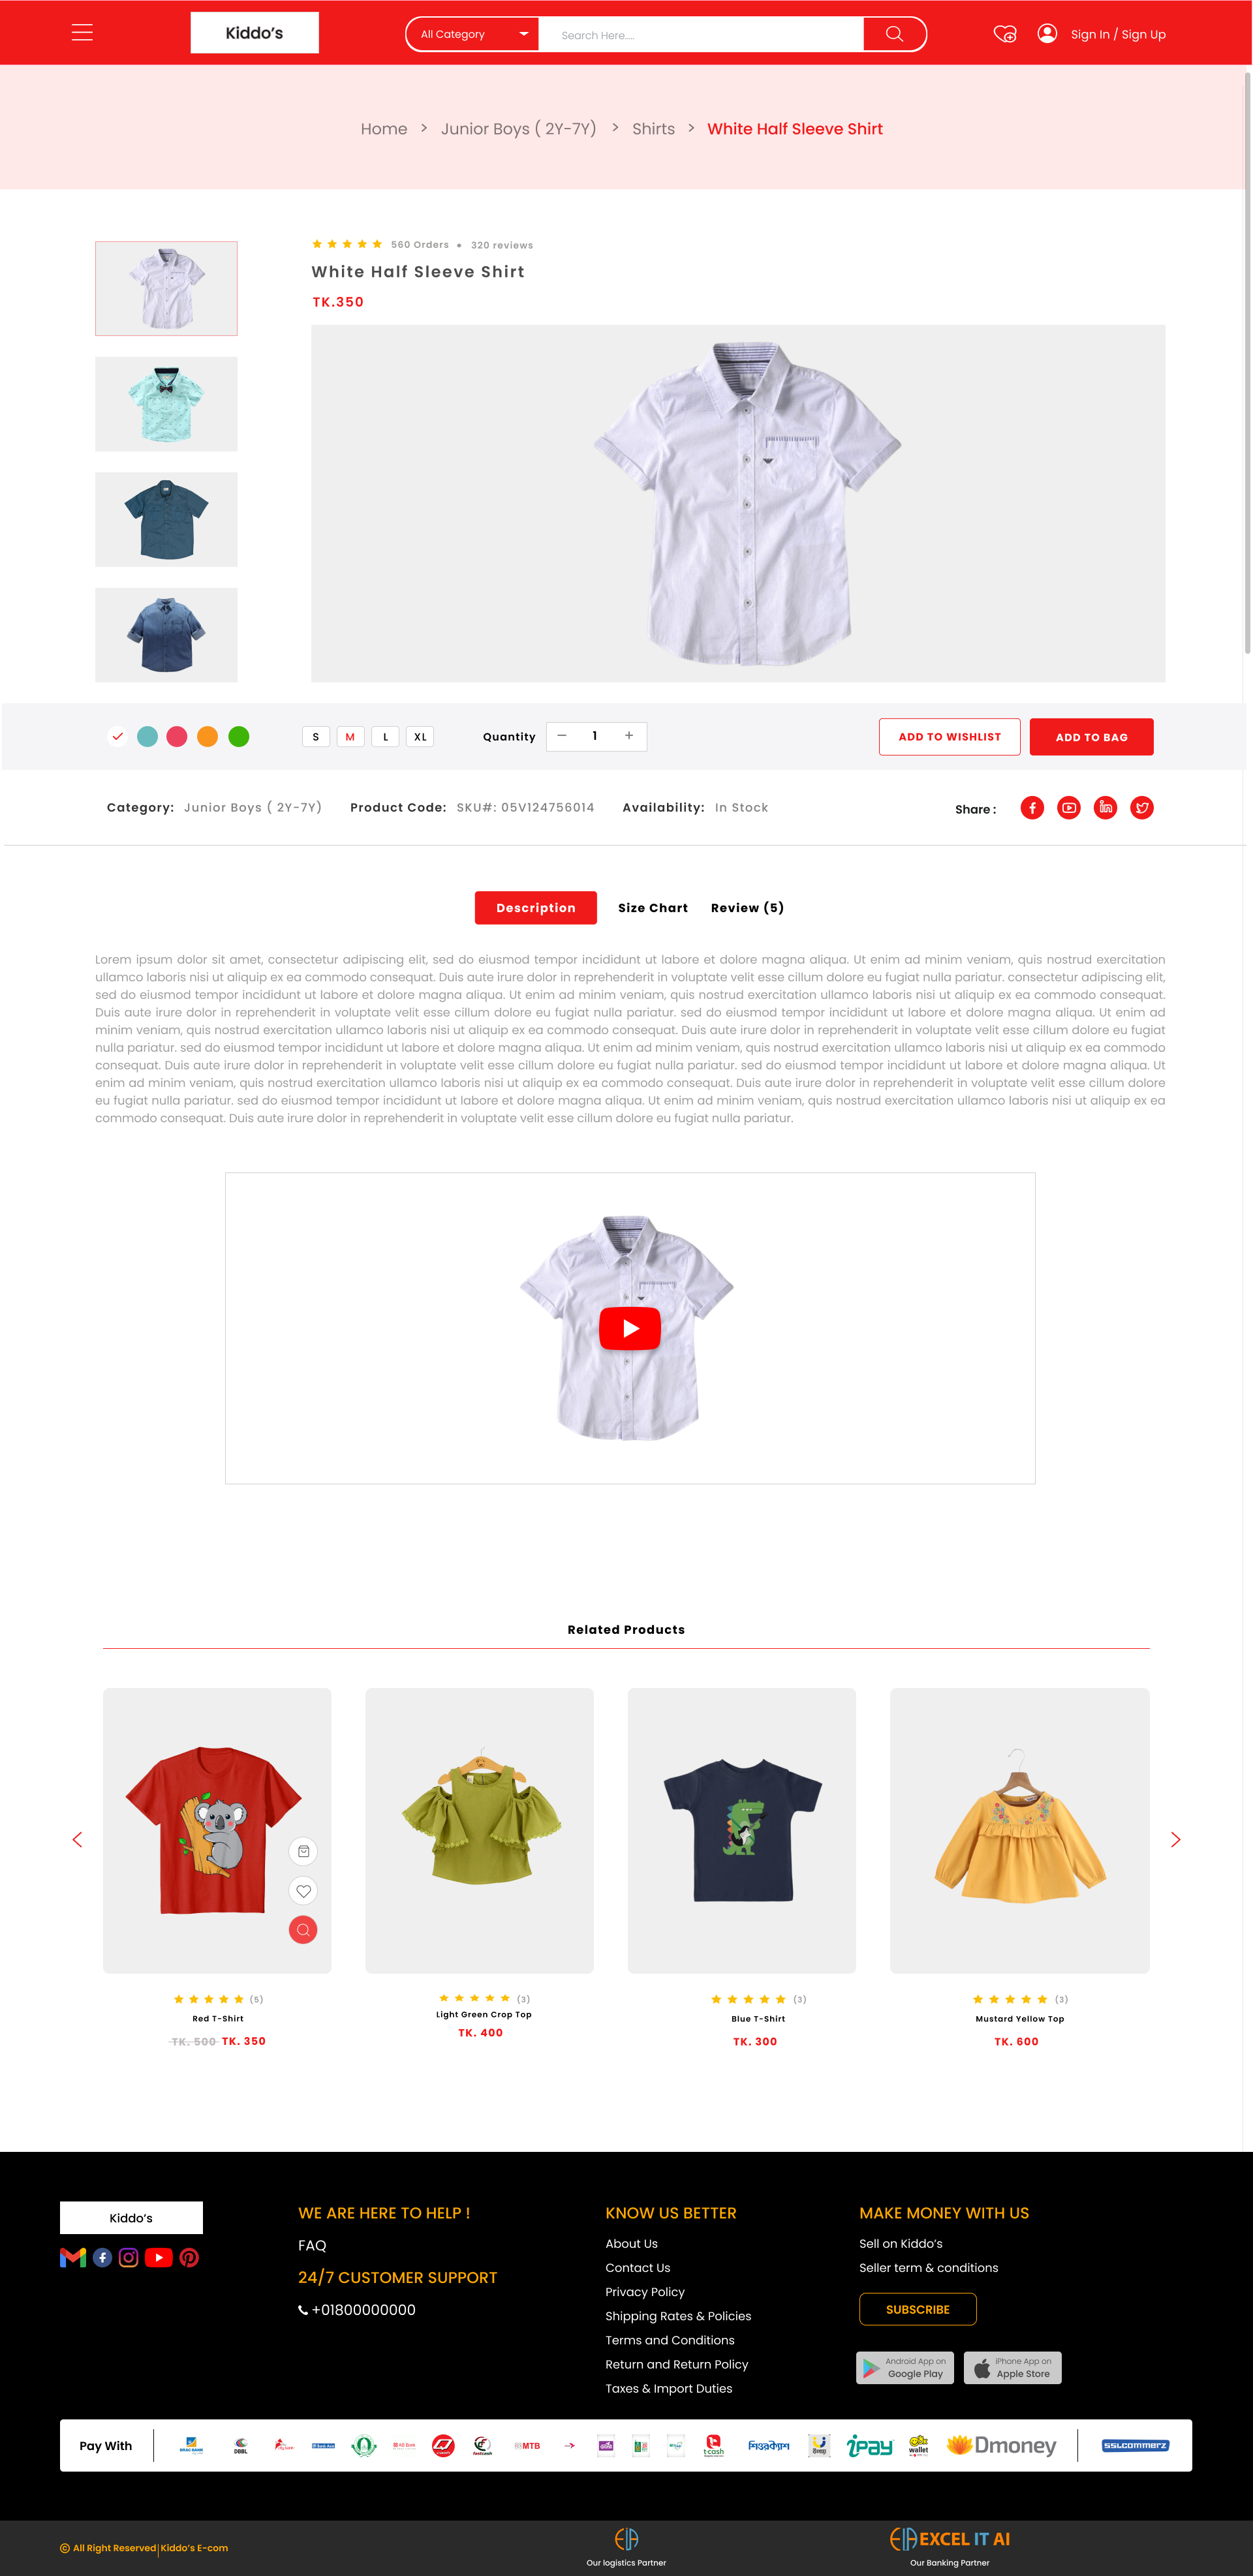 Kiddo’s
All Category
Search Here.....
Sign In / Sign Up
Home > Junior Boys ( 2Y-7Y) > Shirts > White Half Sleeve Shirt
560 Orders • 320 reviews
White Half Sleeve Shirt
TK.350
S M L XL
Quantity
— 1 +
ADD TO WISHLIST
ADD TO BAG
Category: Junior Boys ( 2Y-7Y)
Product Code: SKU#: 05V124756014
Availability: In Stock
Share :
Description
Size Chart
Review (5)
Lorem ipsum dolor sit amet, consectetur adipiscing elit, sed do eiusmod tempor incididunt ut labore et dolore magna aliqua. Ut enim ad minim veniam, quis nostrud exercitation
ullamco laboris nisi ut aliquip ex ea commodo consequat. Duis aute irure dolor in reprehenderit in voluptate velit esse cillum dolore eu fugiat nulla pariatur. consectetur adipiscing elit,
sed do eiusmod tempor incididunt ut labore et dolore magna aliqua. Ut enim ad minim veniam, quis nostrud exercitation ullamco laboris nisi ut aliquip ex ea commodo consequat.
Duis aute irure dolor in reprehenderit in voluptate velit esse cillum dolore eu fugiat nulla pariatur. sed do eiusmod tempor incididunt ut labore et dolore magna aliqua. Ut enim ad
minim veniam, quis nostrud exercitation ullamco laboris nisi ut aliquip ex ea commodo consequat. Duis aute irure dolor in reprehenderit in voluptate velit esse cillum dolore eu fugiat
nulla pariatur. sed do eiusmod tempor incididunt ut labore et dolore magna aliqua. Ut enim ad minim veniam, quis nostrud exercitation ullamco laboris nisi ut aliquip ex ea commodo
consequat. Duis aute irure dolor in reprehenderit in voluptate velit esse cillum dolore eu fugiat nulla pariatur. sed do eiusmod tempor incididunt ut labore et dolore magna aliqua. Ut
enim ad minim veniam, quis nostrud exercitation ullamco laboris nisi ut aliquip ex ea commodo consequat. Duis aute irure dolor in reprehenderit in voluptate velit esse cillum dolore
eu fugiat nulla pariatur. sed do eiusmod tempor incididunt ut labore et dolore magna aliqua. Ut enim ad minim veniam, quis nostrud exercitation ullamco laboris nisi ut aliquip ex ea
commodo consequat. Duis aute irure dolor in reprehenderit in voluptate velit esse cillum dolore eu fugiat nulla pariatur.
Related Products
(5)
Red T-Shirt
TK. 500 TK. 350
(3)
Light Green Crop Top
TK. 400
(3)
Blue T-Shirt
TK. 300
(3)
Mustard Yellow Top
TK. 600
Kiddo’s
WE ARE HERE TO HELP !
FAQ
24/7 CUSTOMER SUPPORT
+01800000000
KNOW US BETTER
About Us
Contact Us
Privacy Policy
Shipping Rates & Policies
Terms and Conditions
Return and Return Policy
Taxes & Import Duties
MAKE MONEY WITH US
Sell on Kiddo’s
Seller term & conditions
SUBSCRIBE
Android App on
Google Play
iPhone App on
Apple Store
Pay With
BRAC BANK
DBBL
Bank Asia
AB Bank
fastcash
MTB
tcash
শিওরক্যাশ
Upay
iPay
wallet
Dmoney
SSLCOMMERZ
© All Right Reserved|Kiddo’s E-com
Our logistics Partner
EXCEL IT AI
Our Banking Partner